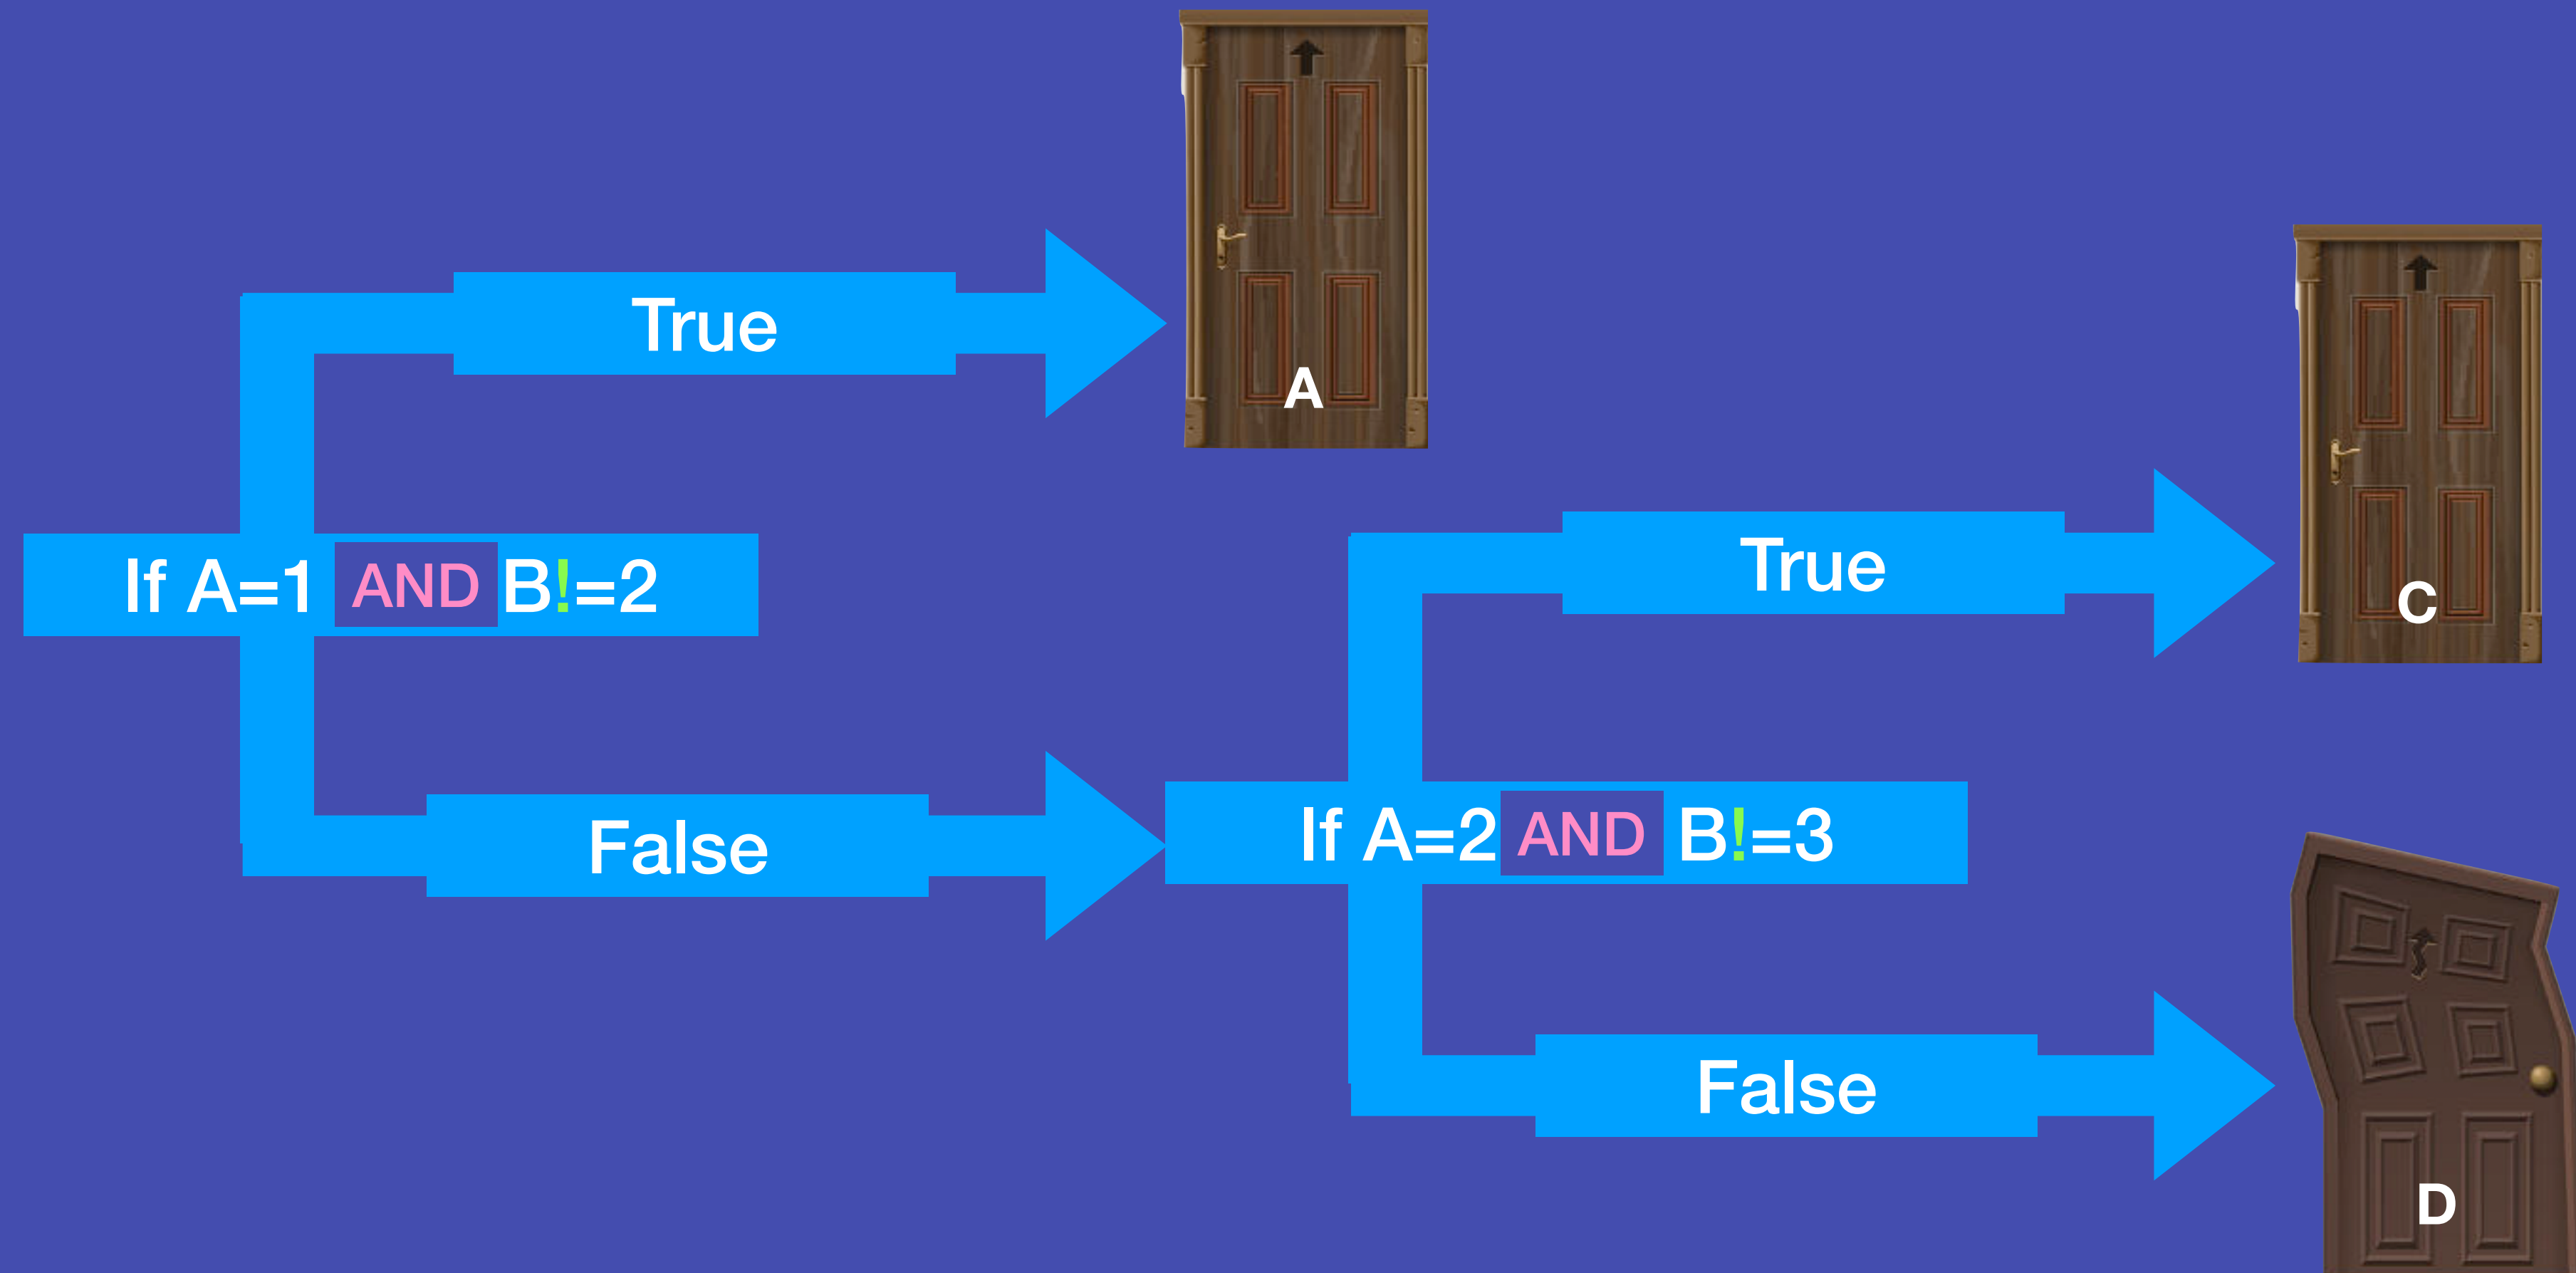 A
True
C
True
If A=1 AND B!=2
If A=2 AND B!=3
False
False
D